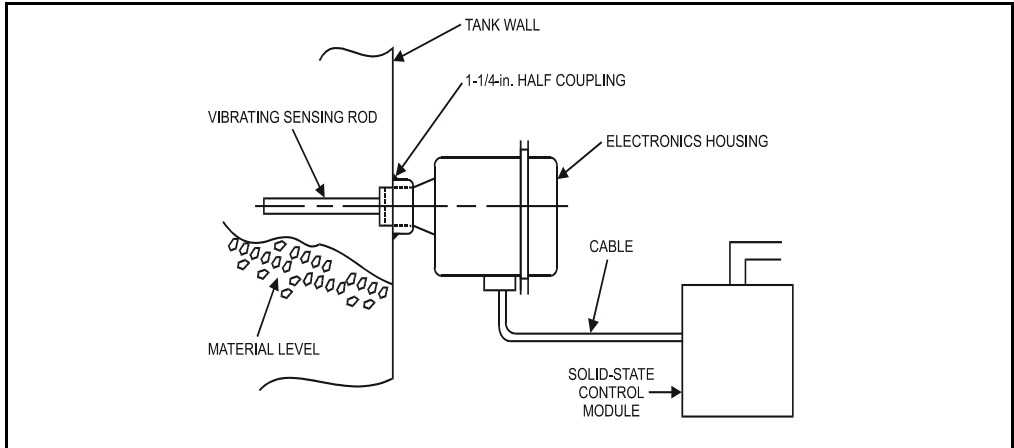 TANK WALL
1-1/4-in. HALF COUPLING
VIBRATING SENSING ROD
ELECTRONICS HOUSING
CABLE
MATERIAL LEVEL
SOLID-STATE
CONTROL
MODULE